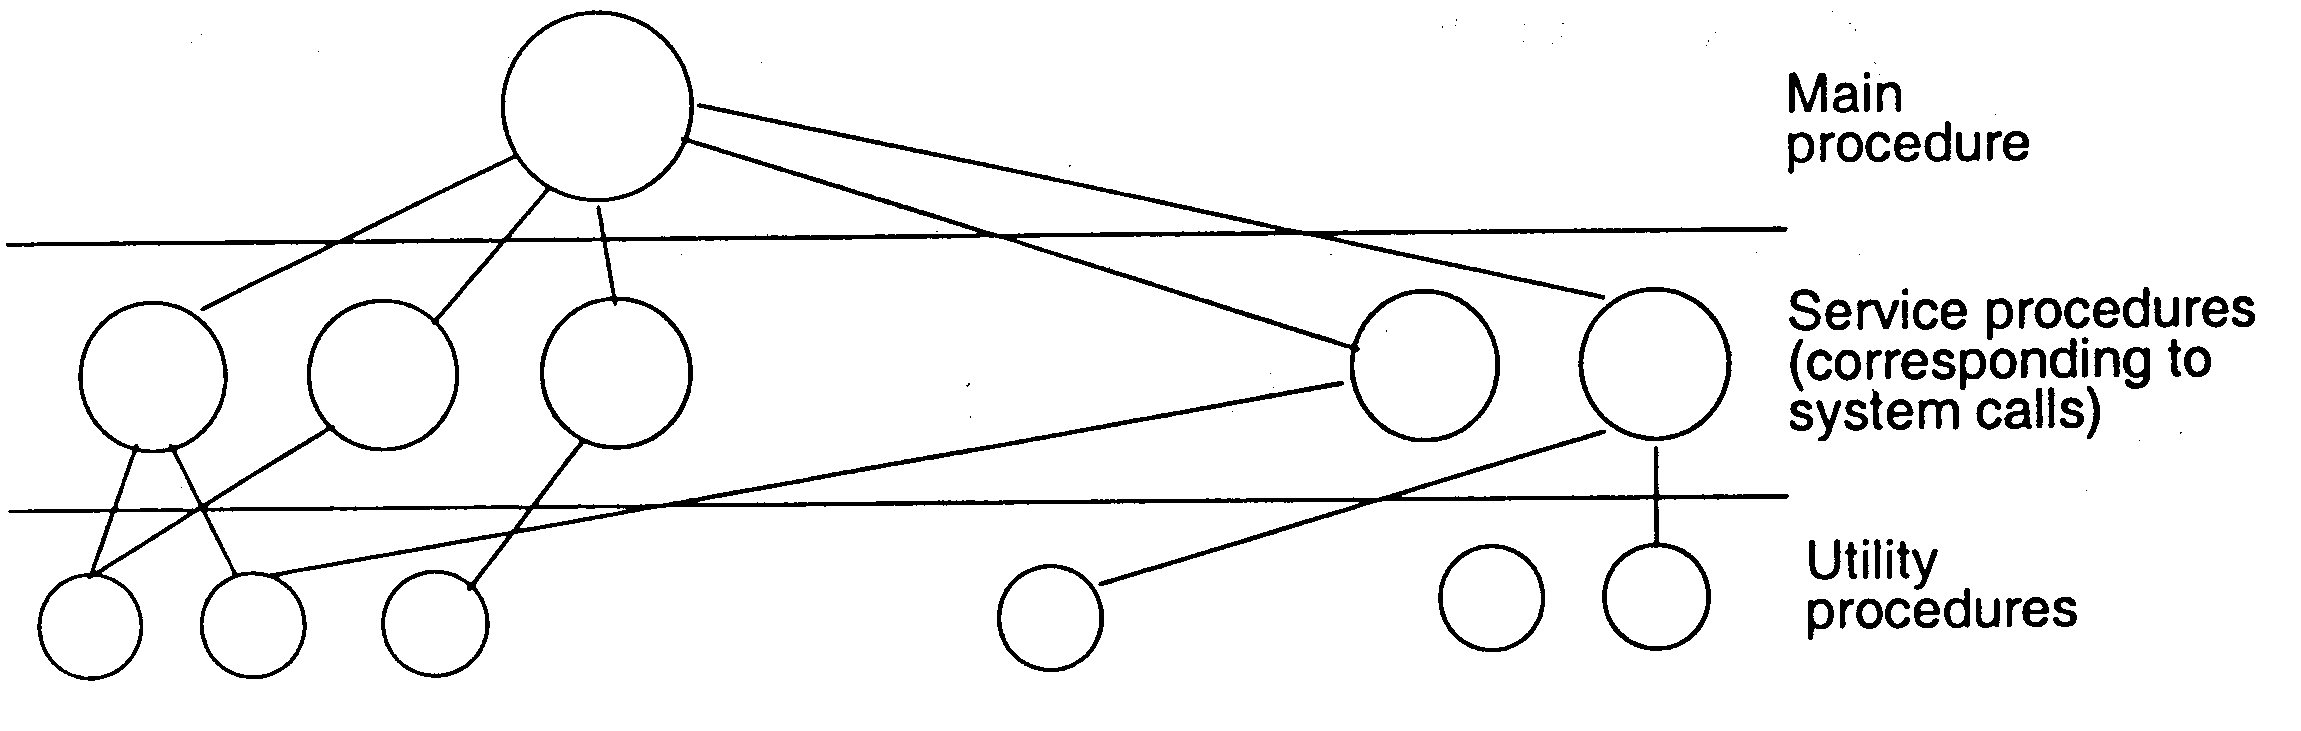 Main
procedure
Service procedures
(corresponding to
system calls)
Utility
procedures